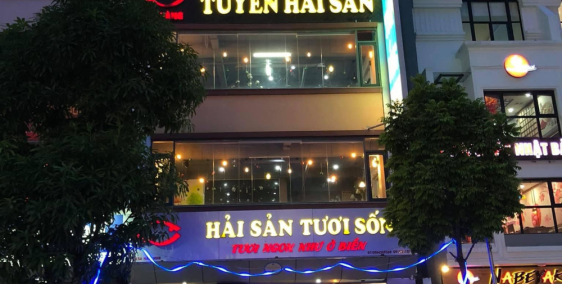 TUYẾN HẢI SẢN
NHẬT BẢ
HẢI SẢN TƯƠI SỐNG
TƯƠI NGON NHƯ Ở BIỂN